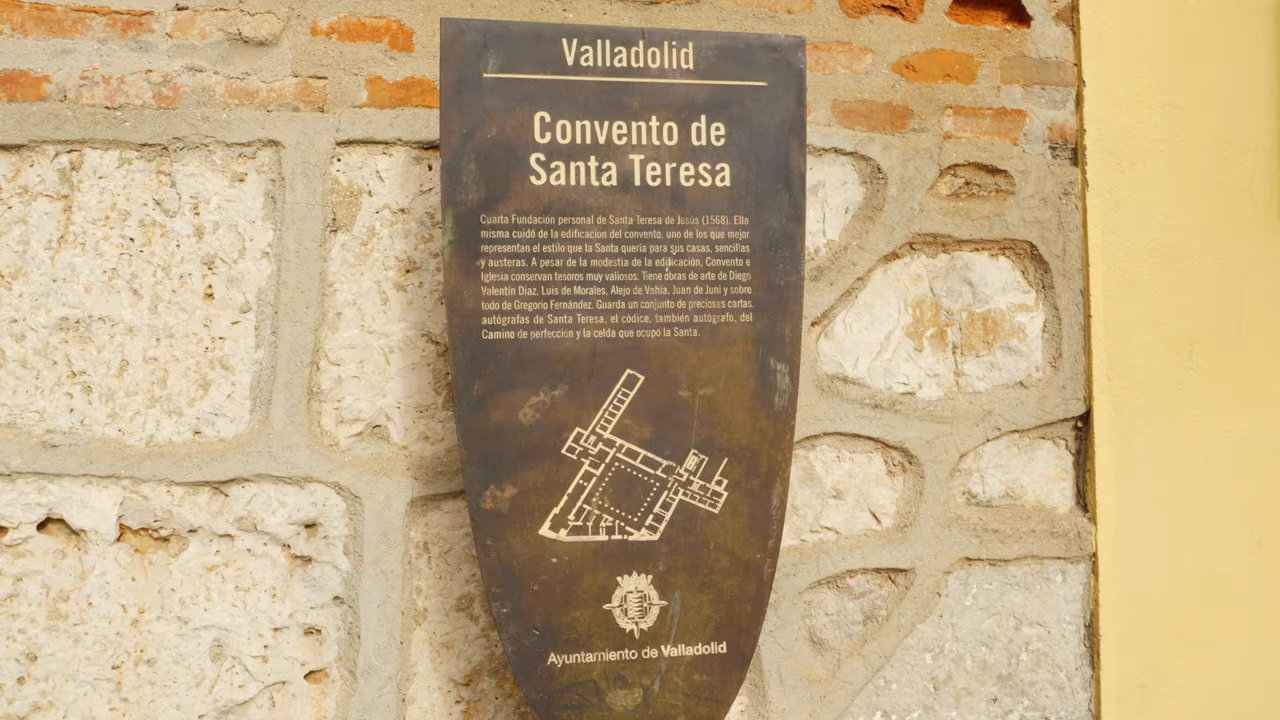 Valladolid
Convento de
Santa Teresa
Cuarta Fundación personal de Santa Teresa de Jesús (1568). Ella
misma cuidó de la edificación del convento, uno de los que mejor
representan el estilo que la Santa quería para sus casas, sencillas
y austeras. A pesar de la modestia de la edificación, Convento e
Iglesia conservan tesoros muy valiosos. Tiene obras de arte de Diego
Valentín Díaz, Luis de Morales, Alejo de Vahía, Juan de Juni y sobre
todo de Gregorio Fernández. Guarda un conjunto de preciosas cartas
autógrafas de Santa Teresa, el códice, también autógrafo, del
Camino de perfección y la celda que ocupó la Santa.
Ayuntamiento de Valladolid